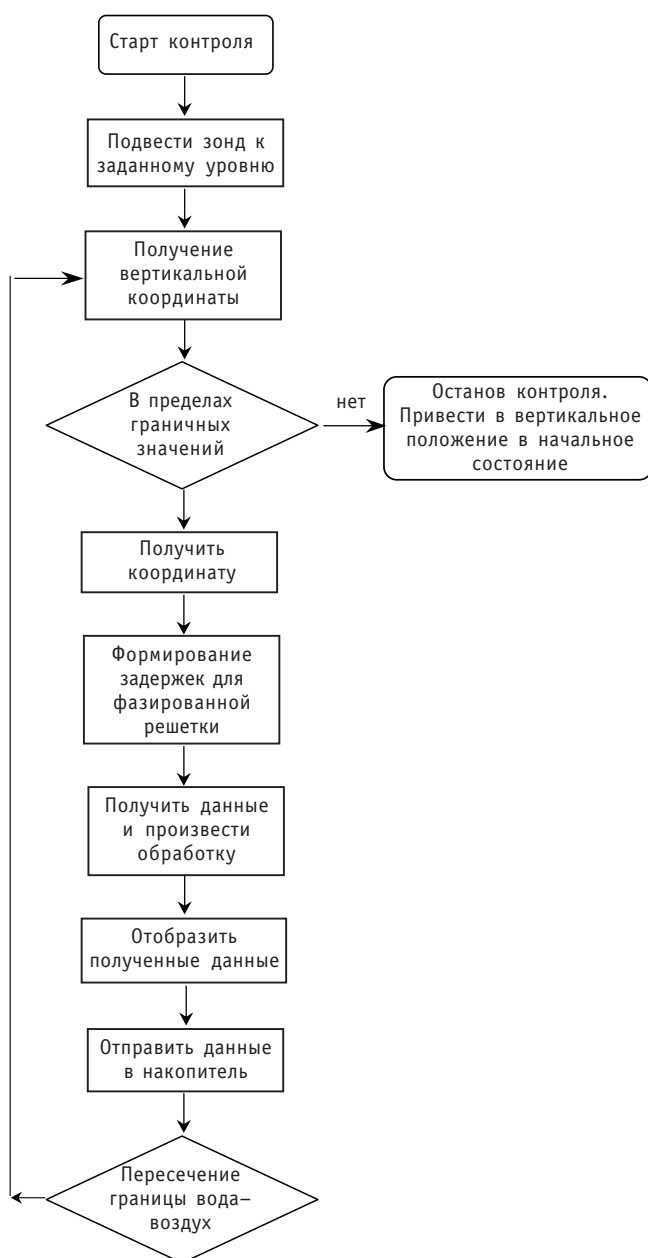 Старт контроля
Подвести зонд к
заданному уровню
Получение
вертикальной
координаты
В пределах
граничных
значений
нет
Останов контроля.
Привести в вертикальное
положение в начальное
состояние
Получить
координату
Формирование
задержек для
фазированной
решетки
Получить данные
и произвести
обработку
Отобразить
полученные данные
Отправить данные
в накопитель
Пересечение
границы вода–
воздух